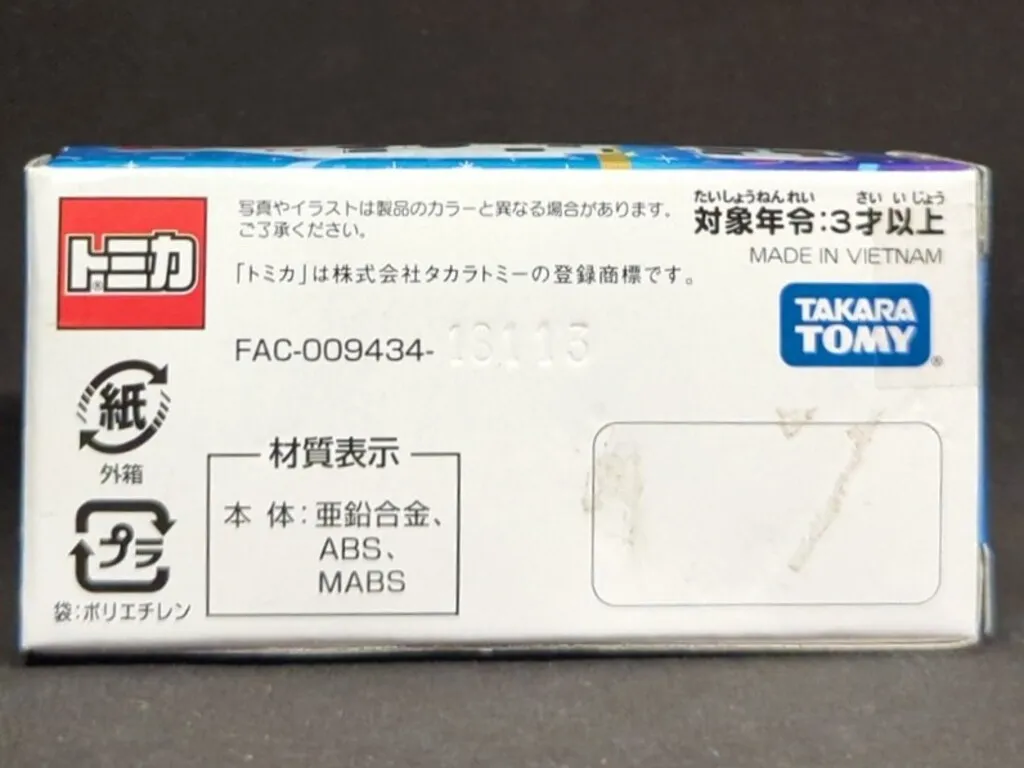 トミカ®
写真やイラストは製品のカラーと異なる場合があります。
ご了承ください。
「トミカ」は株式会社タカラトミーの登録商標です。
FAC-009434-
たいしょうねんれい さい いじょう
対象年令:3才以上
MADE IN VIETNAM
TAKARA
TOMY®
紙
外箱
プラ
袋:ポリエチレン
材質表示
本 体:亜鉛合金、
ABS、
MABS